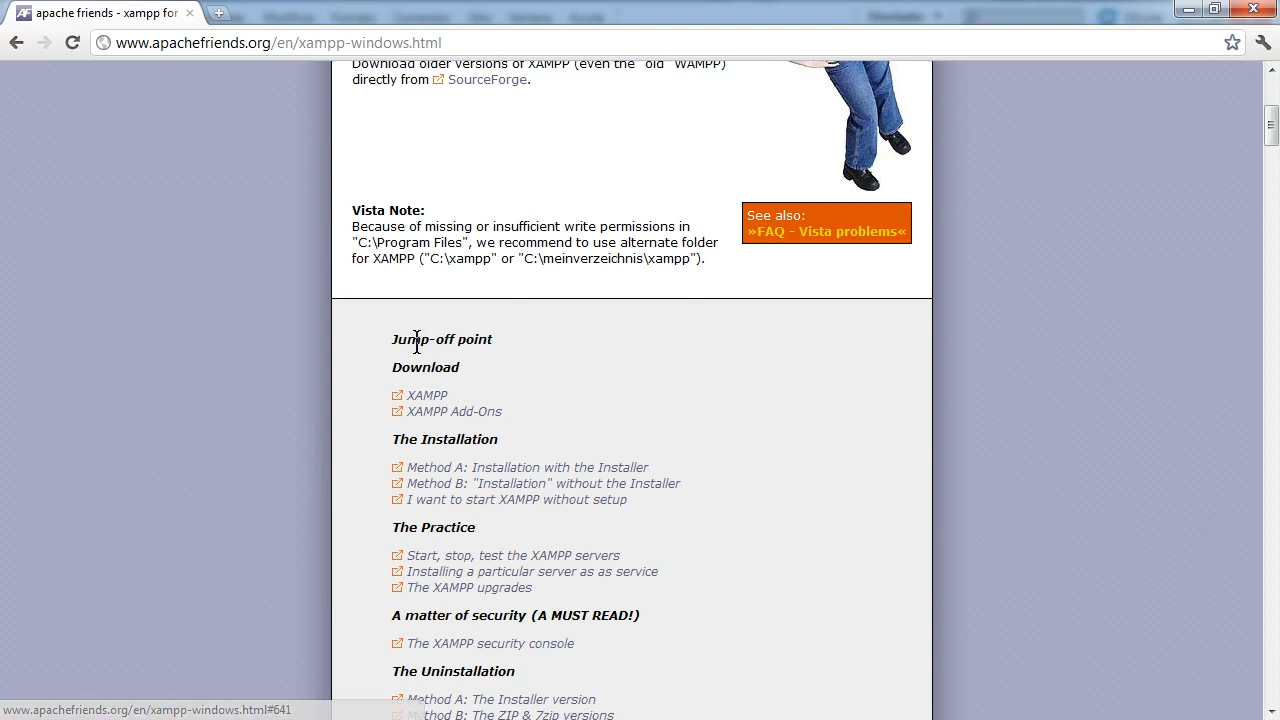 apache friends - xampp for
www.apachefriends.org/en/xampp-windows.html
Download older versions of XAMPP (even the "old" WAMPP)
directly from SourceForge.
Vista Note:
Because of missing or insufficient write permissions in
"C:\Program Files", we recommend to use alternate folder
for XAMPP ("C:\xampp" or "C:\meinverzeichnis\xampp").
See also:
»FAQ - Vista problems«
Jump-off point
Download
XAMPP
XAMPP Add-Ons
The Installation
Method A: Installation with the Installer
Method B: "Installation" without the Installer
I want to start XAMPP without setup
The Practice
Start, stop, test the XAMPP servers
Installing a particular server as as service
The XAMPP upgrades
A matter of security (A MUST READ!)
The XAMPP security console
The Uninstallation
Method A: The Installer version
Method B: The ZIP & 7zip versions
www.apachefriends.org/en/xampp-windows.html#641